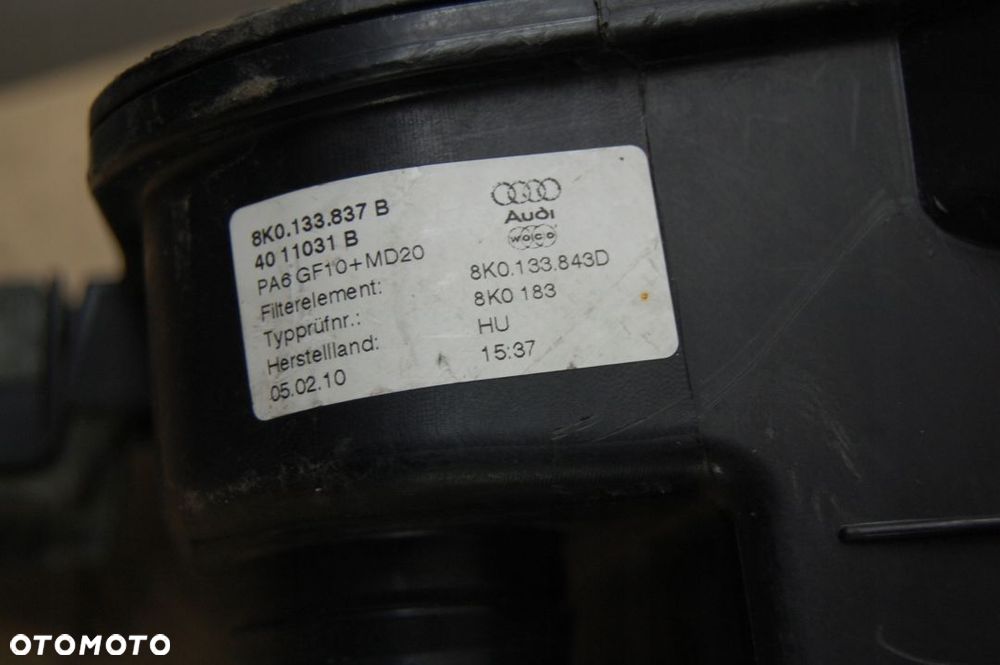 8K0.133.837 B
40 11031 B
PA6 GF10+MD20
Filterelement: 8K0.133.843D
Typprüfnr.: 8K0 183
Herstellland: HU
05.02.10 15:37
Audi
woco
OTOMOTO